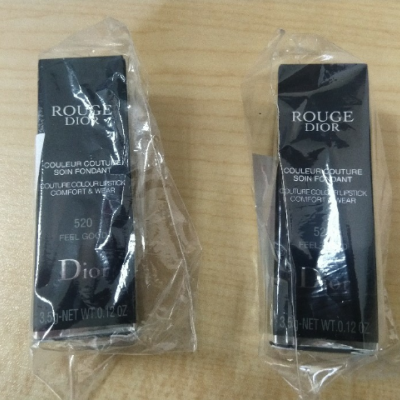 ROUGE
DIOR
COULEUR COUTURE
SOIN FONDANT
COUTURE COLOUR LIPSTICK
COMFORT & WEAR
520
FEEL GOOD
Dior
3.5g-NET WT.0.12 OZ
ROUGE
DIOR
COULEUR COUTURE
SOIN FONDANT
COUTURE COLOUR LIPSTICK
COMFORT & WEAR
FEEL
Dior
3.5g-NET WT.0.12 OZ